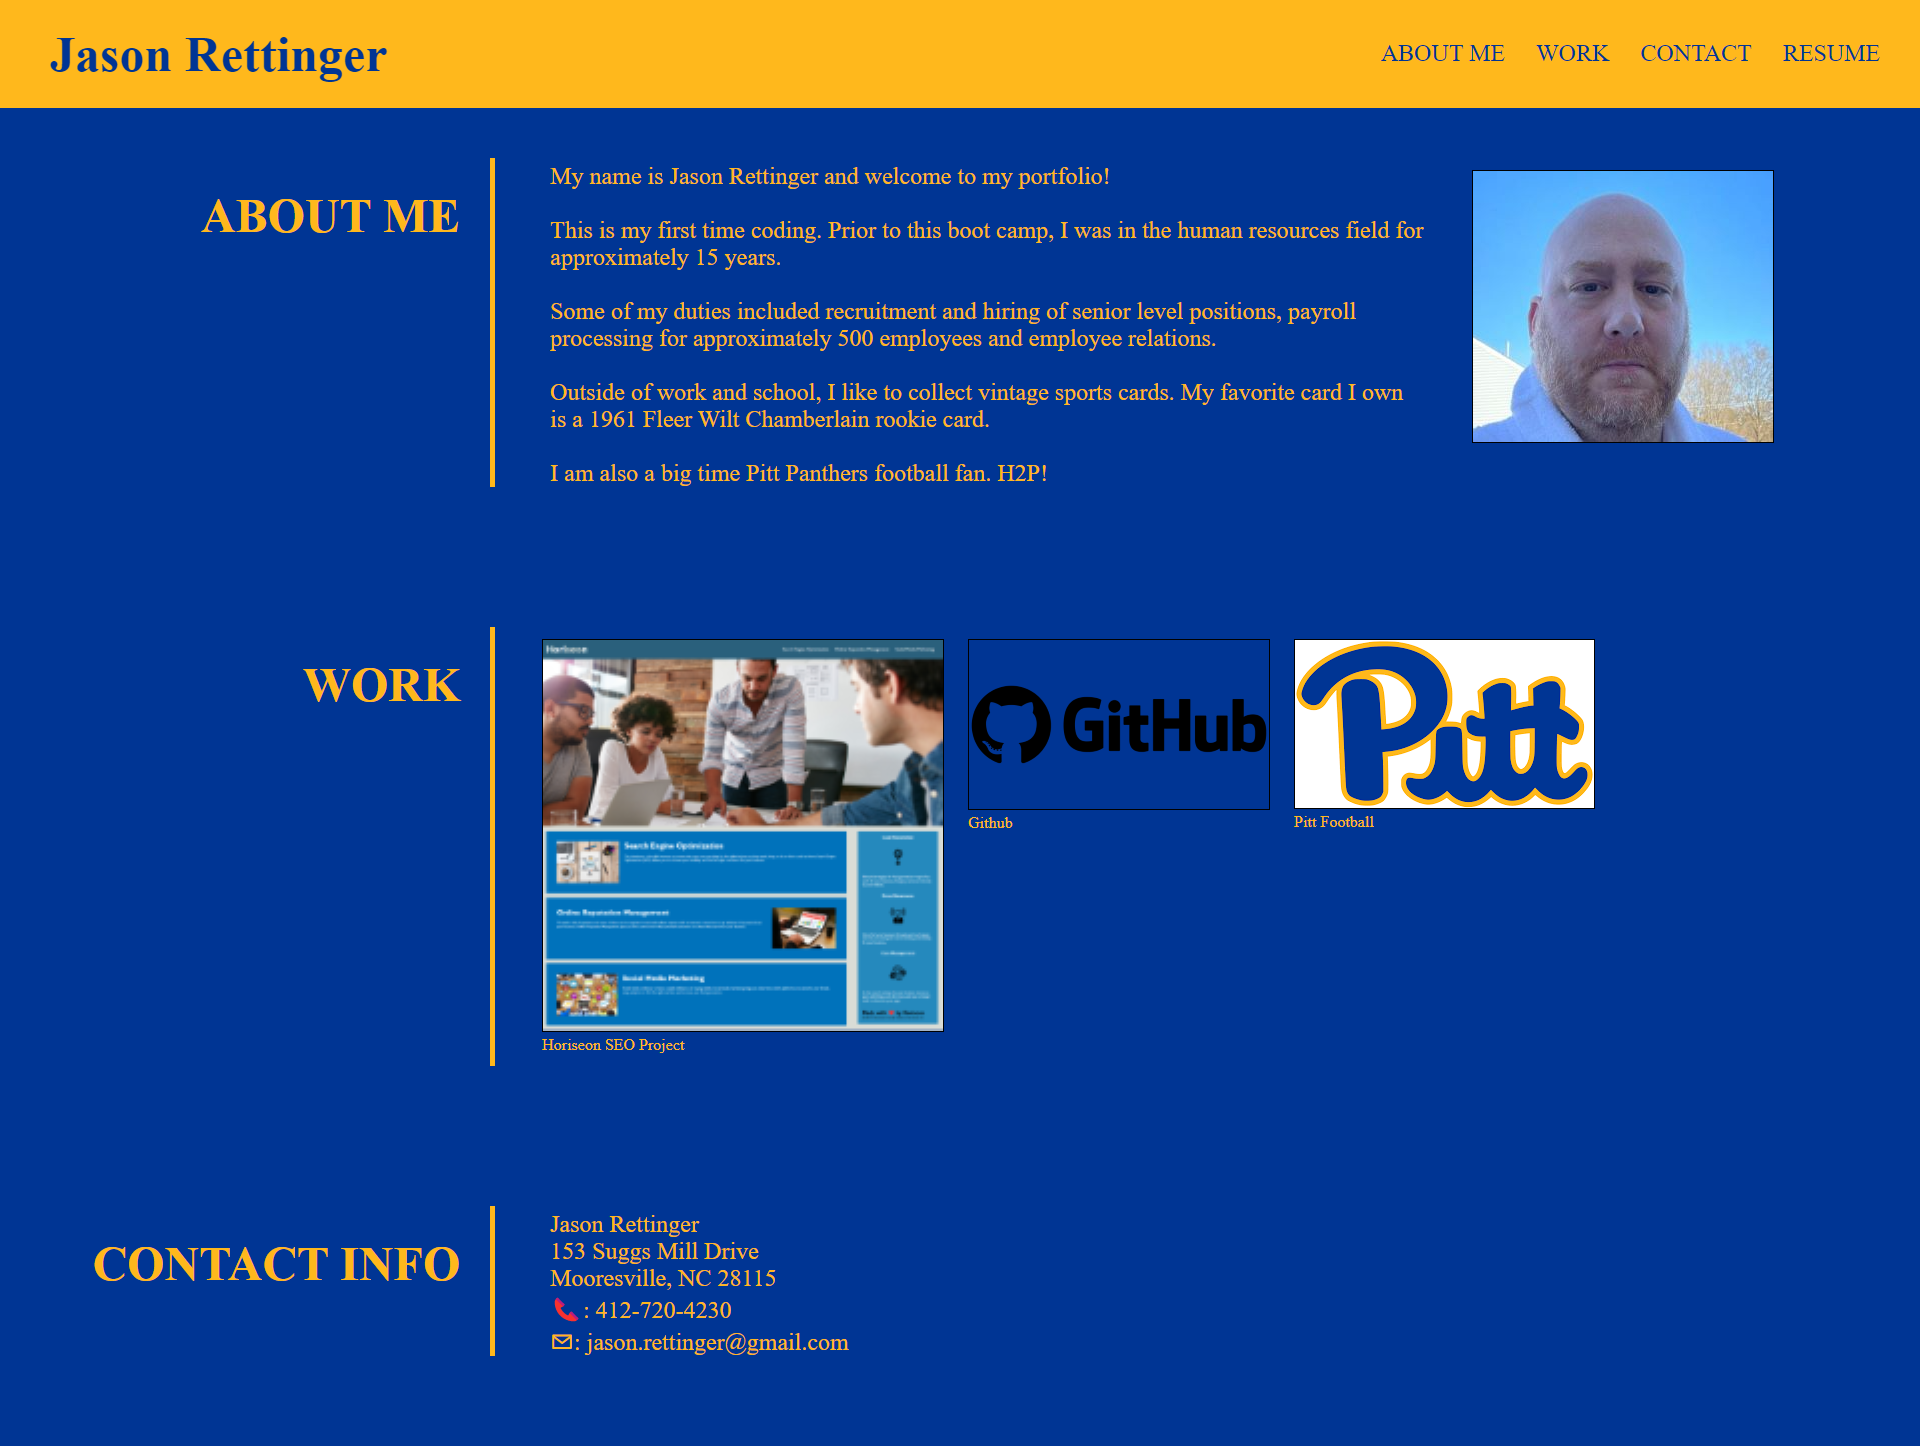 Jason Rettinger
ABOUT ME WORK CONTACT RESUME
ABOUT ME
My name is Jason Rettinger and welcome to my portfolio!
This is my first time coding. Prior to this boot camp, I was in the human resources field for
approximately 15 years.
Some of my duties included recruitment and hiring of senior level positions, payroll
processing for approximately 500 employees and employee relations.
Outside of work and school, I like to collect vintage sports cards. My favorite card I own
is a 1961 Fleer Wilt Chamberlain rookie card.
I am also a big time Pitt Panthers football fan. H2P!
WORK
Horiseon
Search Engine Optimization
Online Reputation Management
Social Media Marketing
Horiseon SEO Project
GitHub
Github
Pitt
Pitt Football
CONTACT INFO
Jason Rettinger
153 Suggs Mill Drive
Mooresville, NC 28115
: 412-720-4230
: jason.rettinger@gmail.com